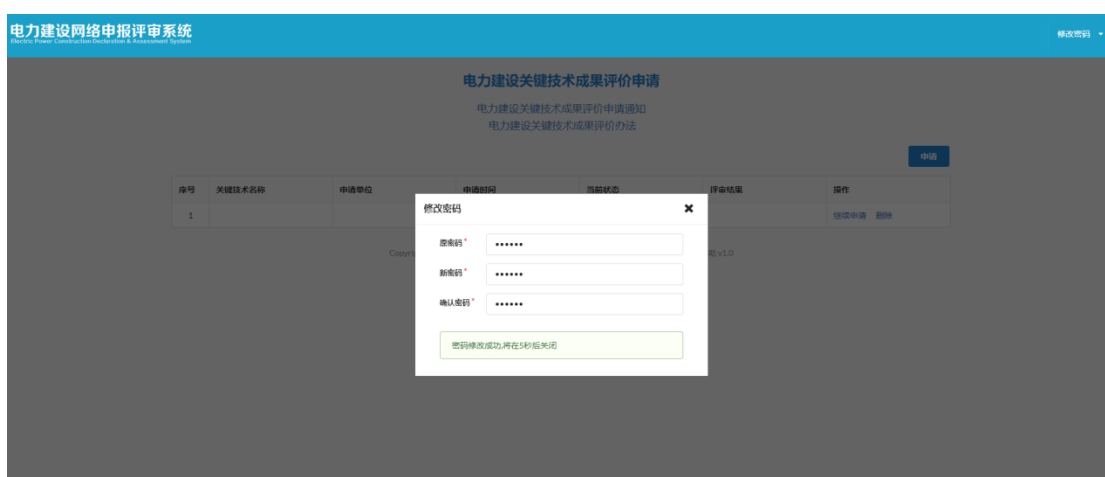 电力建设网络申报评审系统
Electric Power Construction Declaration & Assessment System
修改密码
电力建设关键技术成果评价申请
电力建设关键技术成果评价申请通知
电力建设关键技术成果评价办法
申请
序号 关键技术名称 申请单位 申请时间 当前状态 评审结果 操作
1 继续申请 删除
修改密码
原密码* ••••••
新密码* ••••••
确认密码* ••••••
密码修改成功,将在5秒后关闭
v1.0